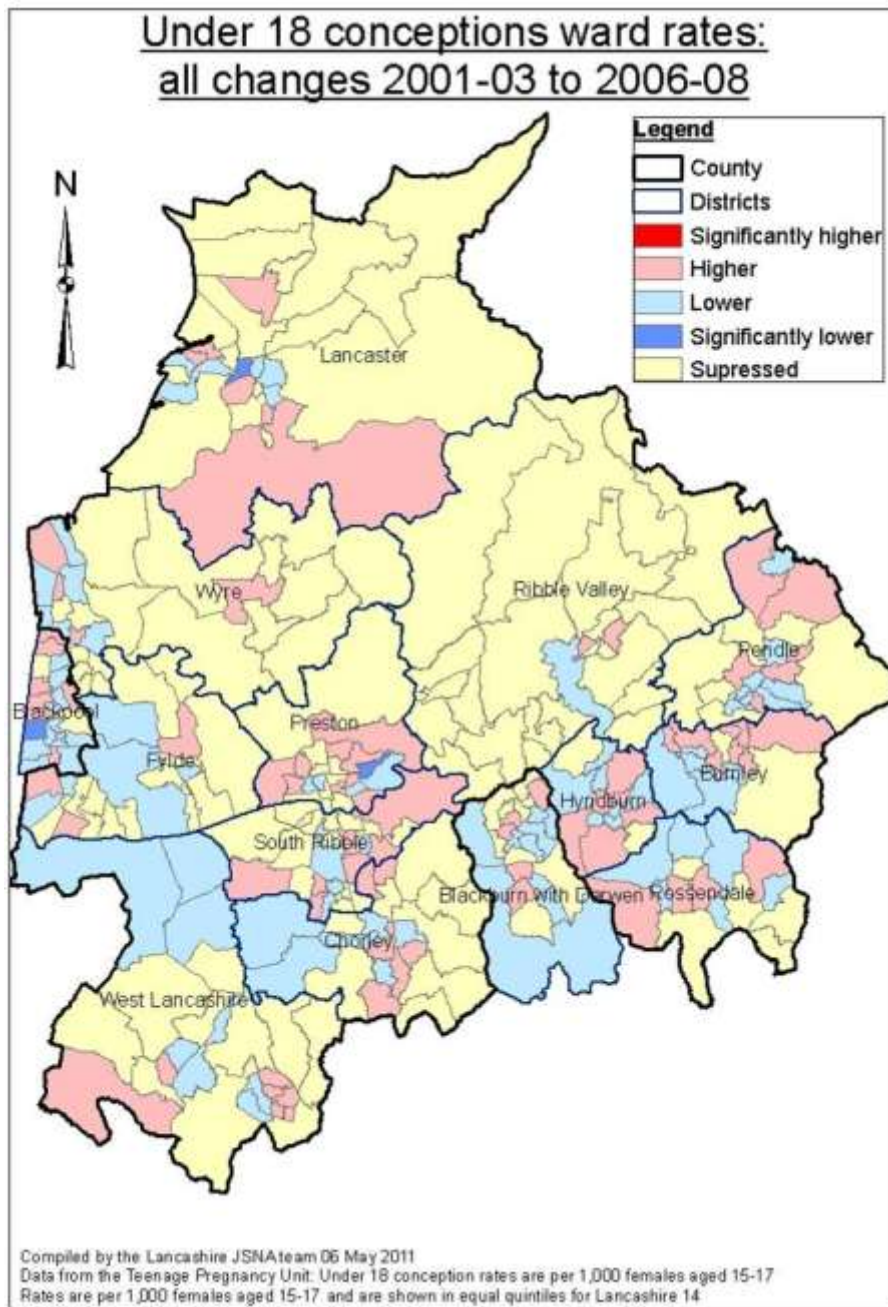 Under 18 conceptions ward rates:
all changes 2001-03 to 2006-08
Legend
County
Districts
Significantly higher
Higher
Lower
Significantly lower
Supressed
N
Lancaster
Wyre
Ribble Valley
Pendle
Blackpool
Preston
Fylde
Burnley
Hyndburn
South Ribble
Blackburn with Darwen
Rossendale
Chorley
West Lancashire
Compiled by the Lancashire JSNA team 06 May 2011
Data from the Teenage Pregnancy Unit: Under 18 conception rates are per 1,000 females aged 15-17
Rates are per 1,000 females aged 15-17 and are shown in equal quintiles for Lancashire 14